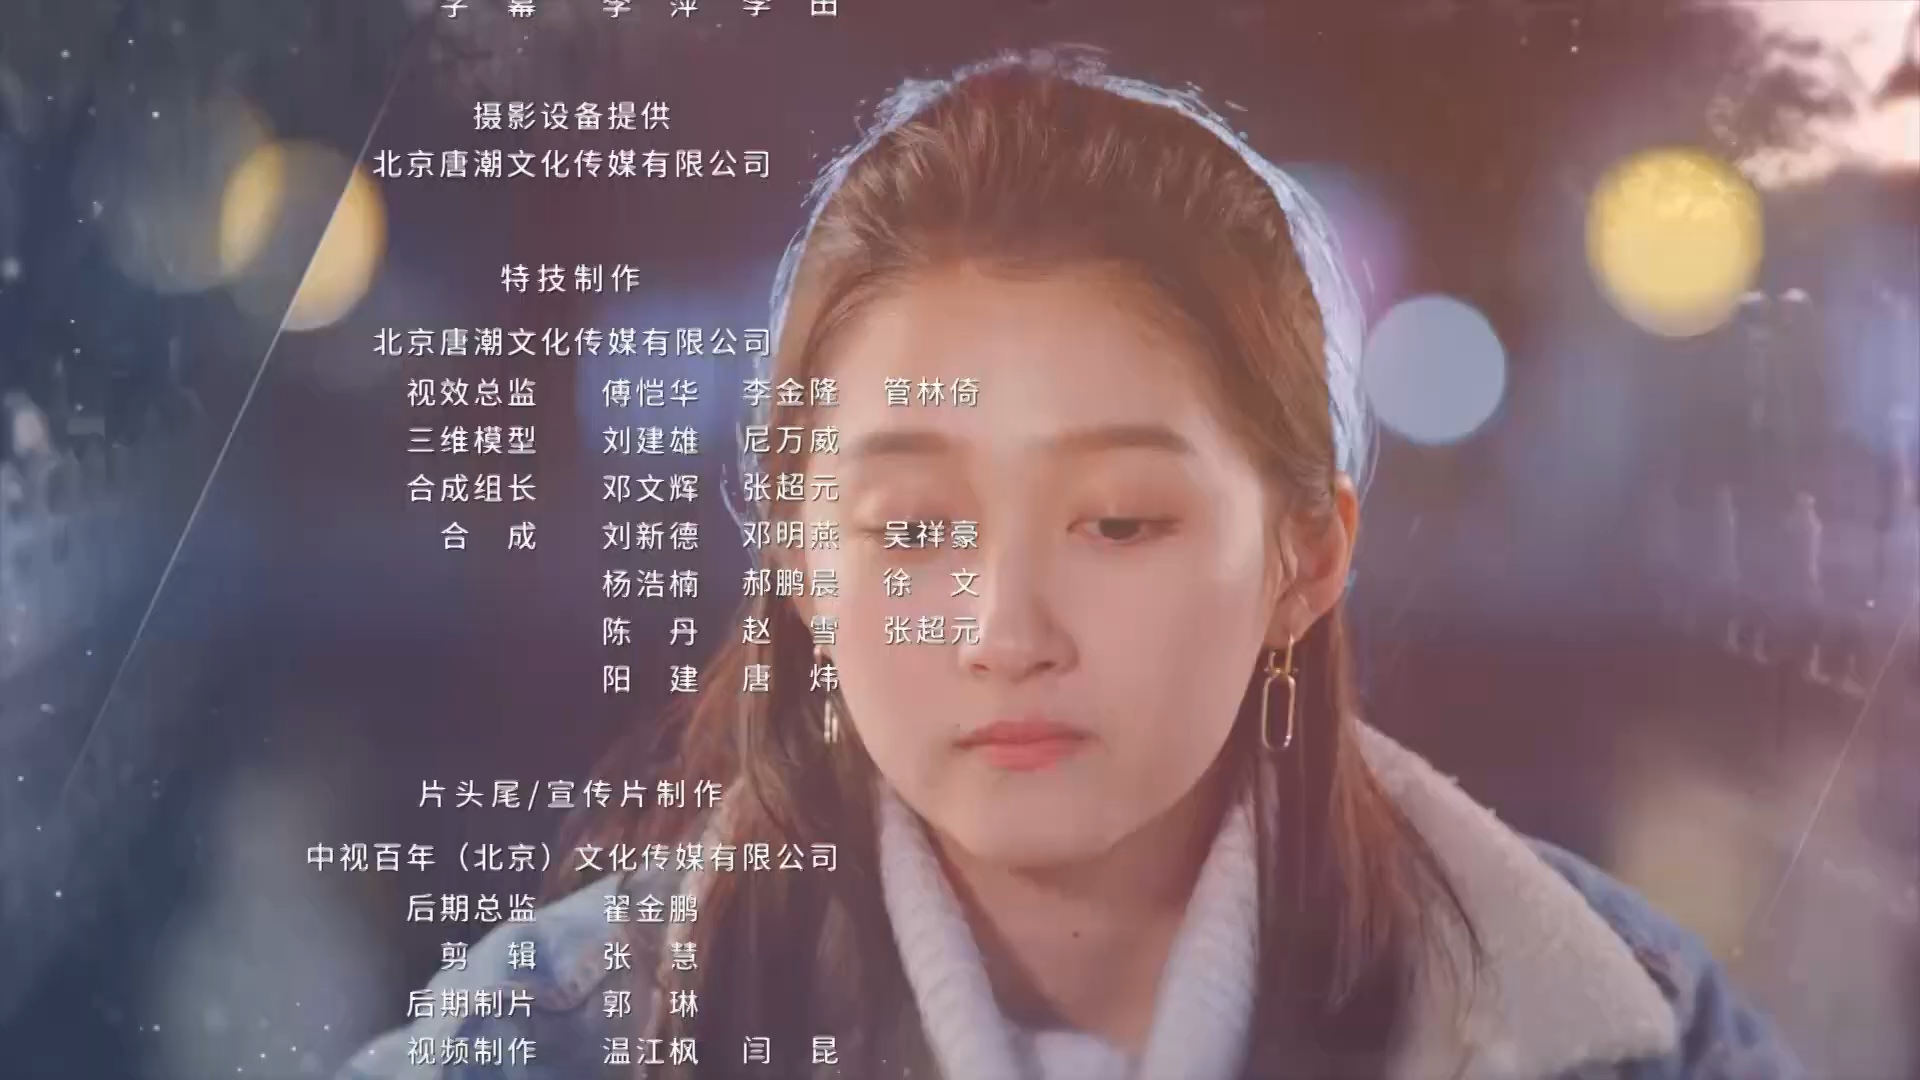 字 幕 李 萍 李 田
摄影设备提供
北京唐潮文化传媒有限公司
特技制作
北京唐潮文化传媒有限公司
视效总监 傅恺华 李金隆 管林倚
三维模型 刘建雄 尼万威
合成组长 邓文辉 张超元
合 成 刘新德 邓明燕 吴祥豪
杨浩楠 郝鹏晨 徐 文
陈 丹 赵 雪 张超元
阳 建 唐 炜
片头尾/宣传片制作
中视百年（北京）文化传媒有限公司
后期总监 翟金鹏
剪 辑 张 慧
后期制片 郭 琳
视频制作 温江枫 闫 昆